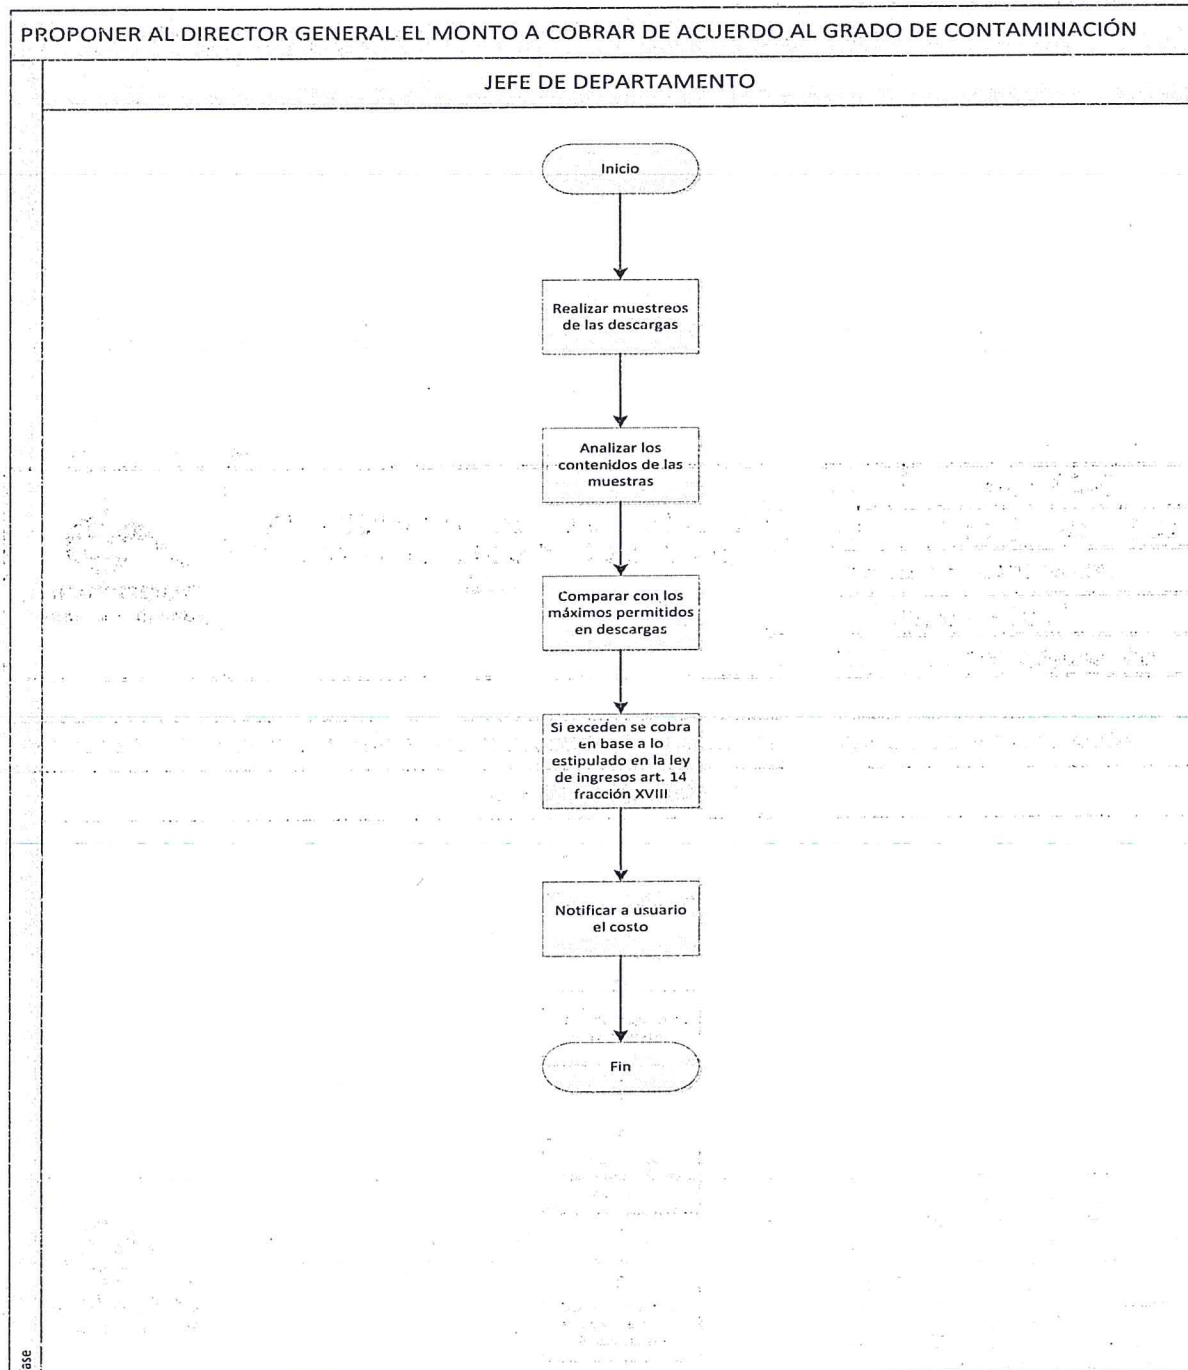 PROPONER AL DIRECTOR GENERAL EL MONTO A COBRAR DE ACUERDO AL GRADO DE CONTAMINACIÓN
JEFE DE DEPARTAMENTO
Inicio
Realizar muestreos
de las descargas
Analizar los
contenidos de las
muestras
Comparar con los
máximos permitidos
en descargas
Si exceden se cobra
en base a lo
estipulado en la ley
de ingresos art. 14
fracción XVIII
Notificar a usuario
el costo
Fin
ase